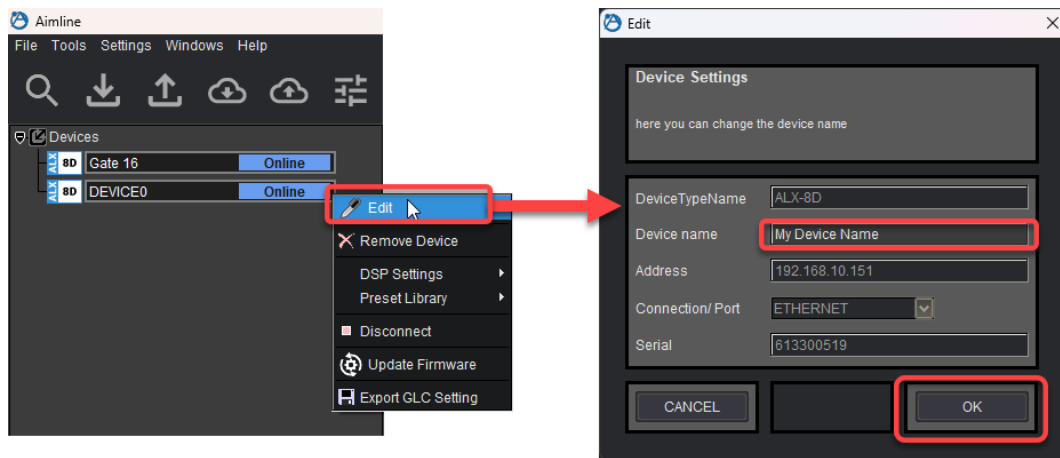 Aimline
File Tools Settings Windows Help
Devices
ALX 8D Gate 16 Online
ALX 8D DEVICE0 Online
Edit
Remove Device
DSP Settings
Preset Library
Disconnect
Update Firmware
Export GLC Setting
Edit
Device Settings
here you can change the device name
DeviceTypeName ALX-8D
Device name My Device Name
Address 192.168.10.151
Connection/ Port ETHERNET
Serial 613300519
CANCEL OK